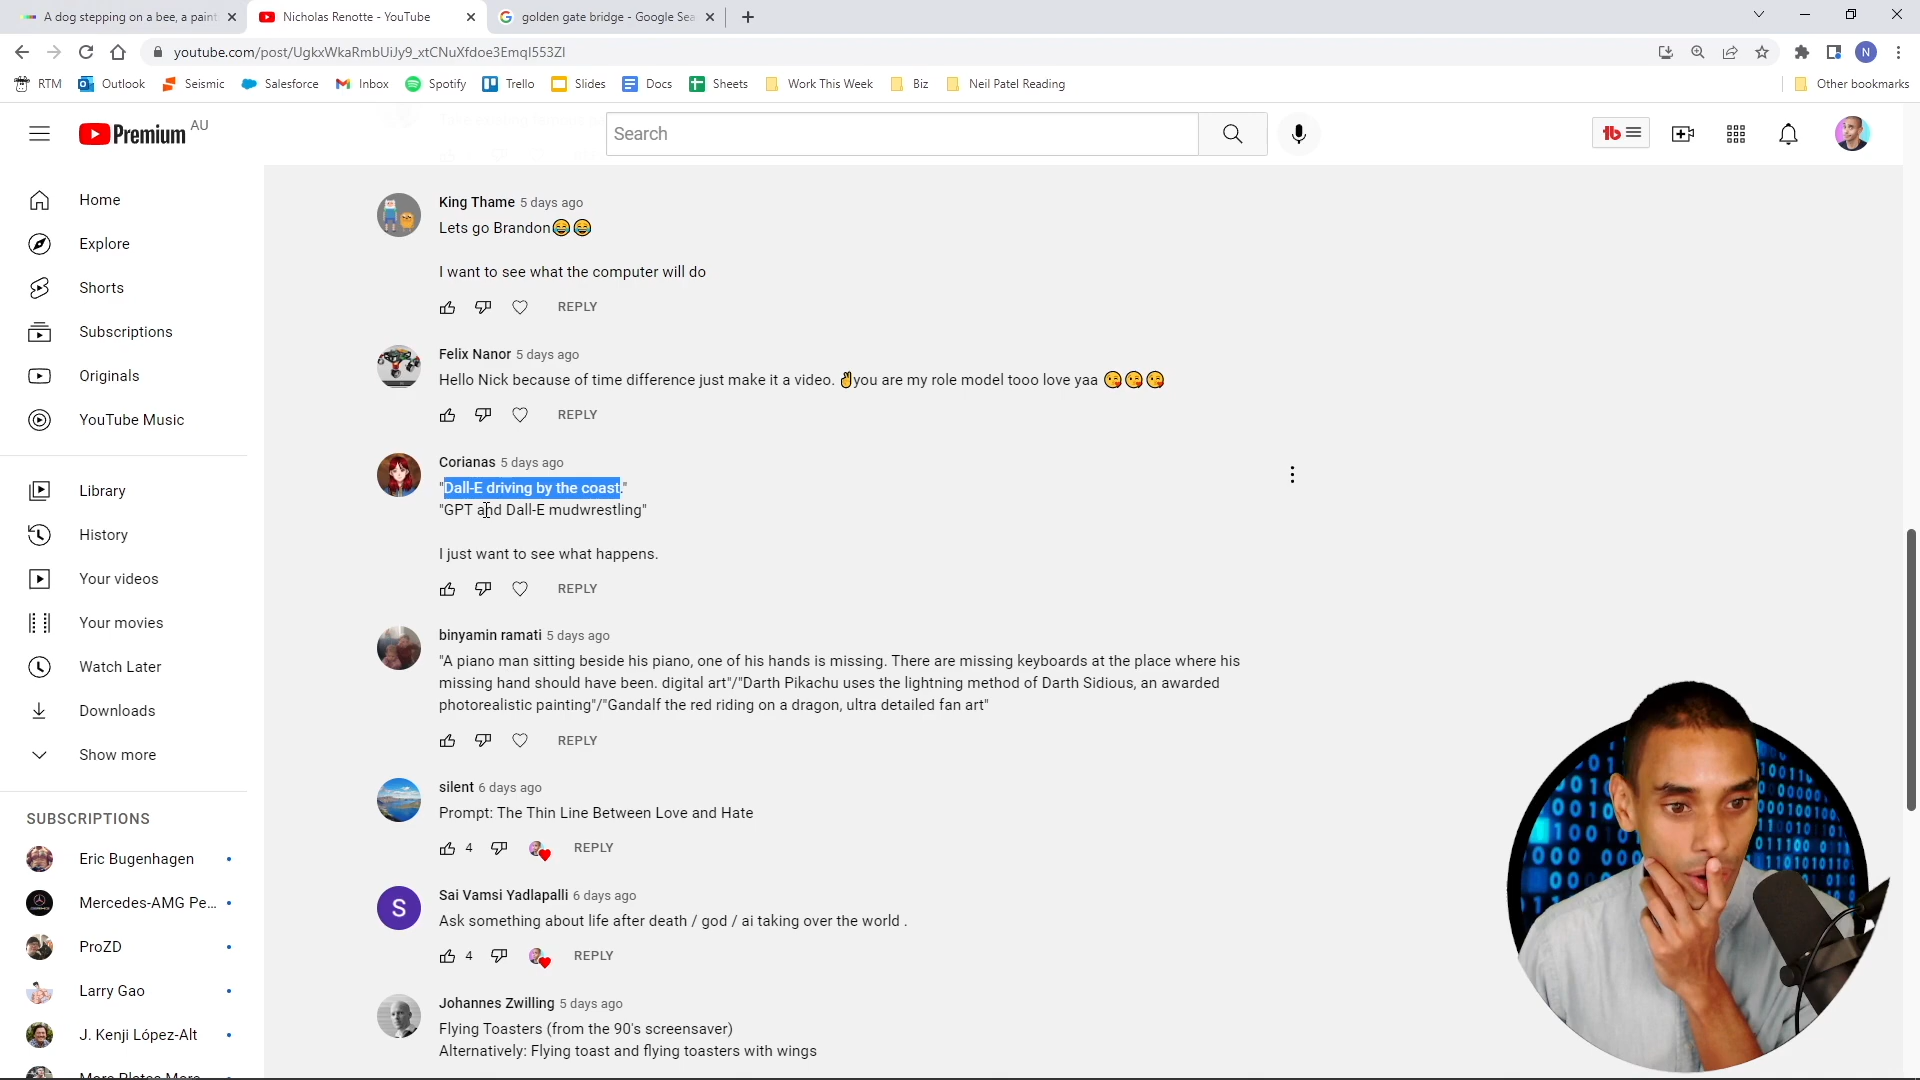 A dog stepping on a bee, a paint
Nicholas Renotte - YouTube
golden gate bridge - Google Sea
youtube.com/post/UgkxWkaRmbUiJy9_xtCNuXfdoe3EmqI553ZI
N
RTM
Outlook
Seismic
Salesforce
Inbox
Spotify
Trello
Slides
Docs
Sheets
Work This Week
Biz
Neil Patel Reading
Other bookmarks
Premium AU
Search
Home
Explore
Shorts
Subscriptions
Originals
YouTube Music
Library
History
Your videos
Your movies
Watch Later
Downloads
Show more
SUBSCRIPTIONS
Eric Bugenhagen
Mercedes-AMG Pe...
ProZD
Larry Gao
J. Kenji López-Alt
King Thame 5 days ago
Lets go Brandon😂😂
I want to see what the computer will do
REPLY
Felix Nanor 5 days ago
Hello Nick because of time difference just make it a video. ✌you are my role model tooo love yaa 😘😘😘
REPLY
Corianas 5 days ago
"Dall-E driving by the coast."
"GPT and Dall-E mudwrestling"
I just want to see what happens.
REPLY
binyamin ramati 5 days ago
"A piano man sitting beside his piano, one of his hands is missing. There are missing keyboards at the place where his
missing hand should have been. digital art"/"Darth Pikachu uses the lightning method of Darth Sidious, an awarded
photorealistic painting"/"Gandalf the red riding on a dragon, ultra detailed fan art"
REPLY
silent 6 days ago
Prompt: The Thin Line Between Love and Hate
4 REPLY
S
Sai Vamsi Yadlapalli 6 days ago
Ask something about life after death / god / ai taking over the world .
4 REPLY
Johannes Zwilling 5 days ago
Flying Toasters (from the 90's screensaver)
Alternatively: Flying toast and flying toasters with wings